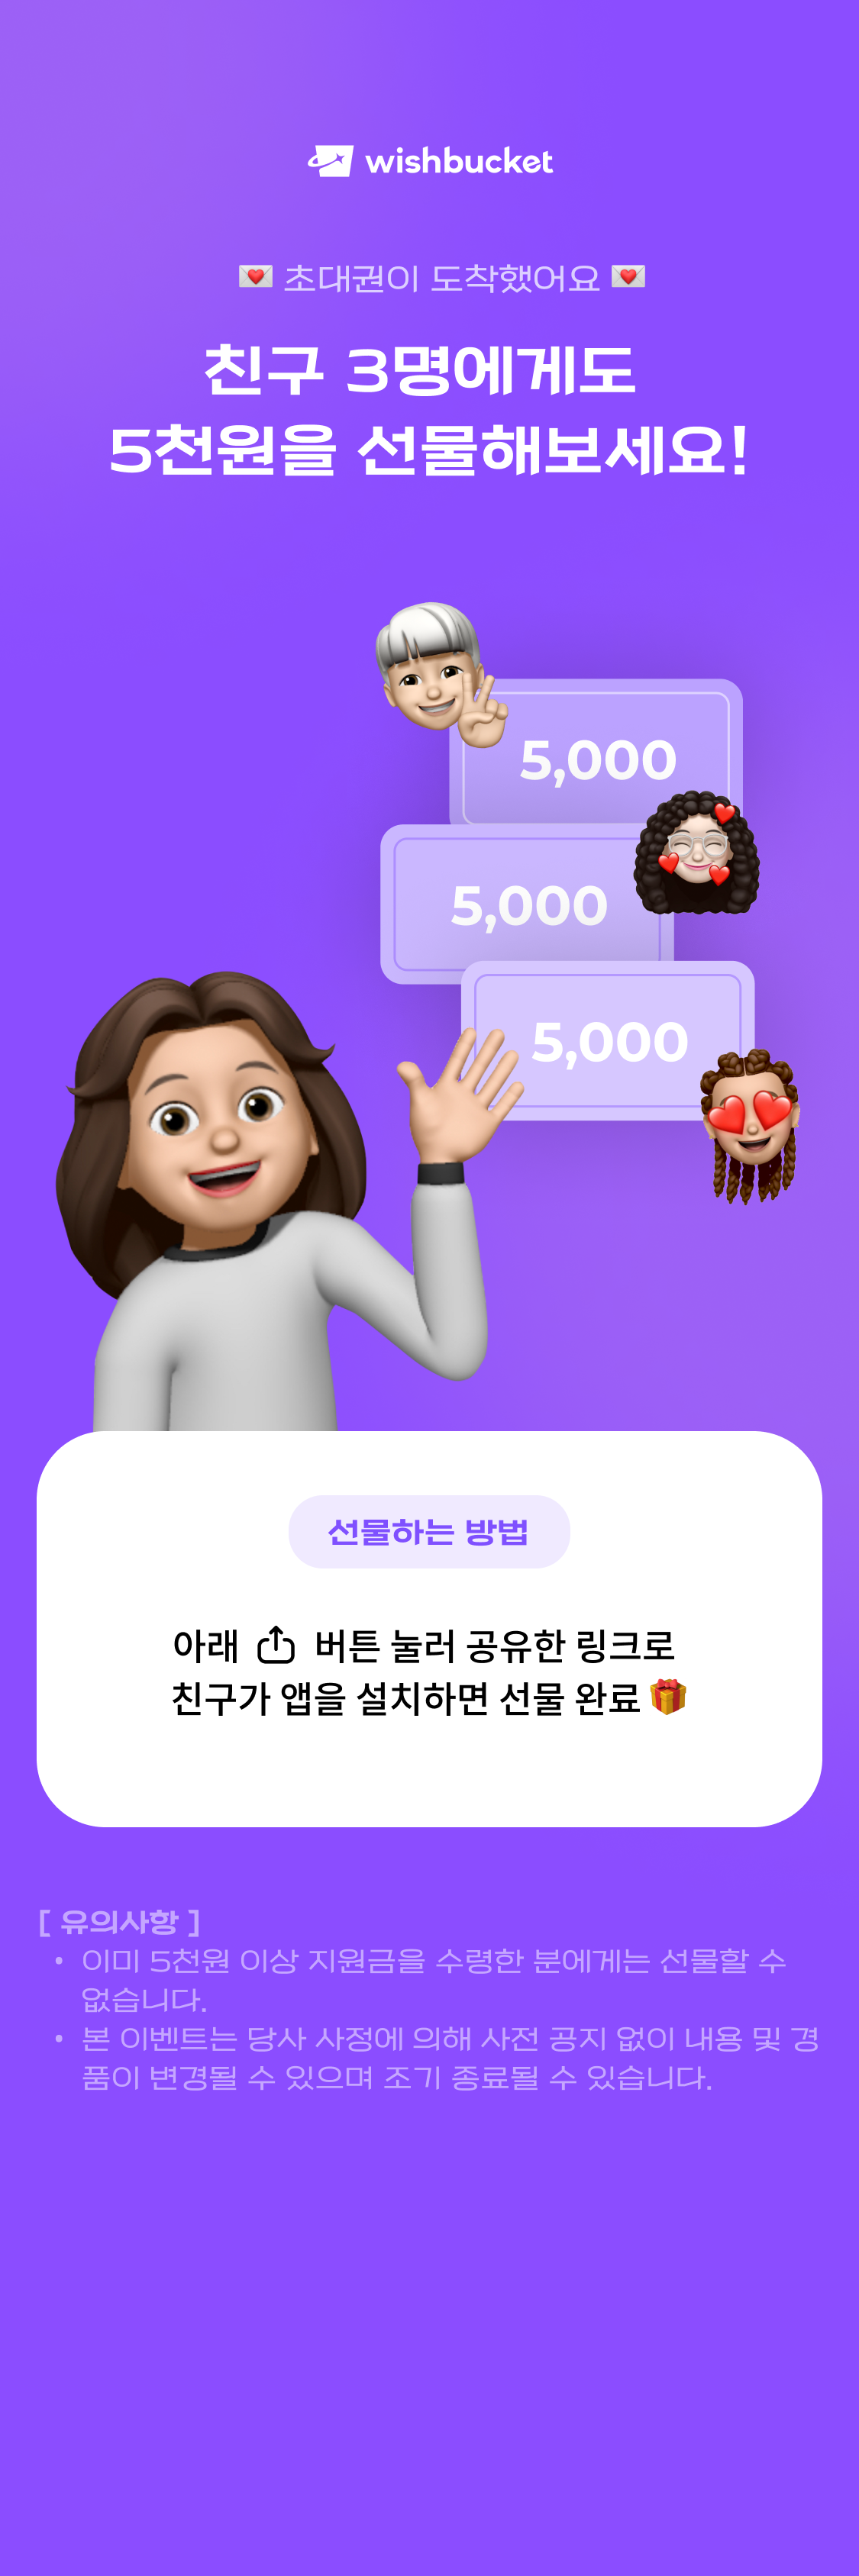 wishbucket
💌 초대권이 도착했어요 💌
친구 3명에게도
5천원을 선물해보세요!
5,000
5,000
5,000
선물하는 방법
아래 버튼 눌러 공유한 링크로
친구가 앱을 설치하면 선물 완료 🎁
[ 유의사항 ]
• 이미 5천원 이상 지원금을 수령한 분에게는 선물할 수
없습니다.
• 본 이벤트는 당사 사정에 의해 사전 공지 없이 내용 및 경
품이 변경될 수 있으며 조기 종료될 수 있습니다.